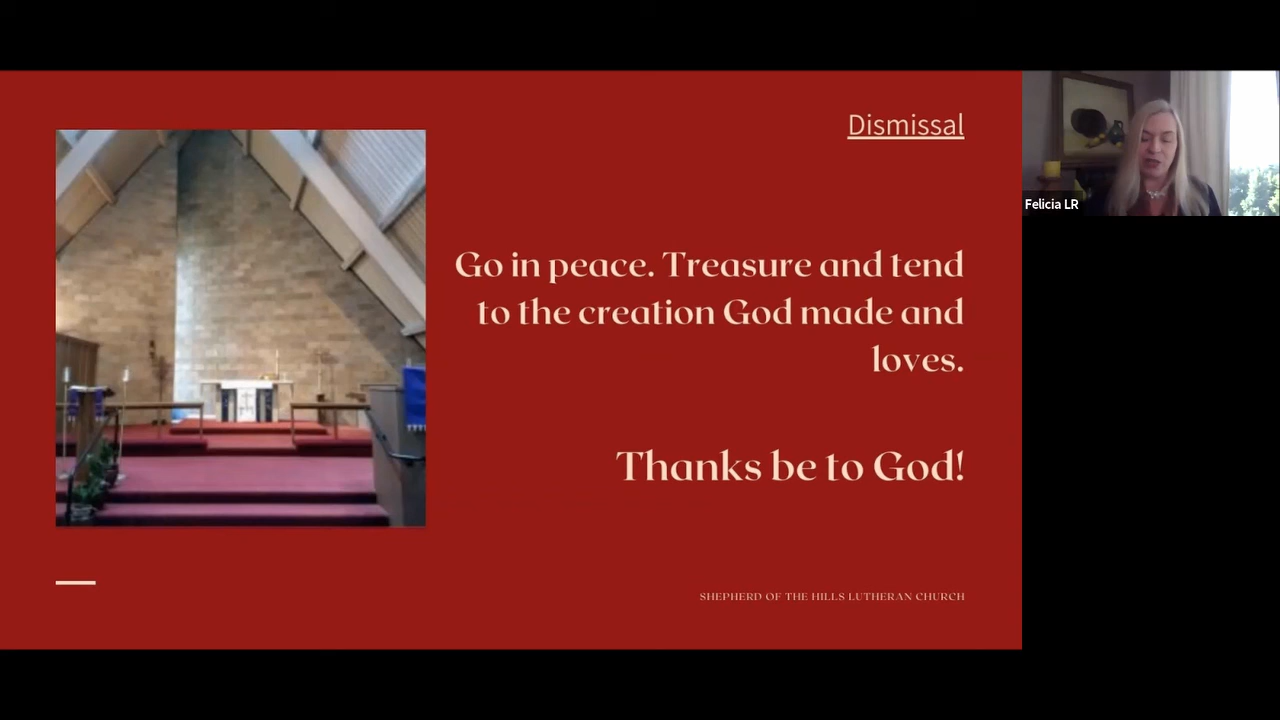 Dismissal
Go in peace. Treasure and tend
to the creation God made and
loves.
Thanks be to God!
SHEPHERD OF THE HILLS LUTHERAN CHURCH
Felicia LR